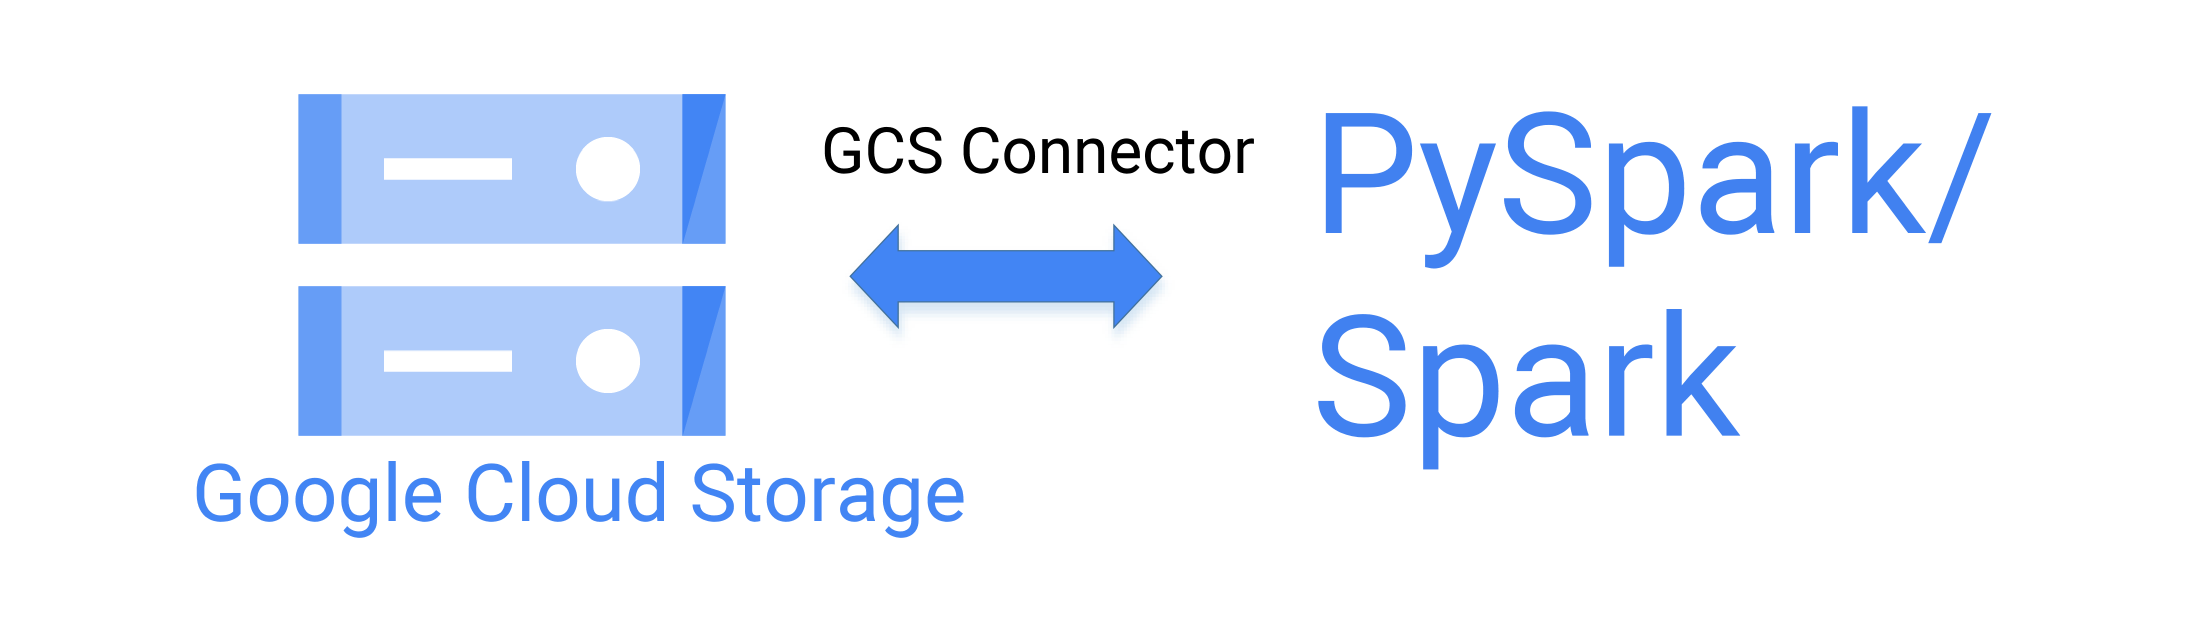 GCS Connector
PySpark/
Spark
Google Cloud Storage